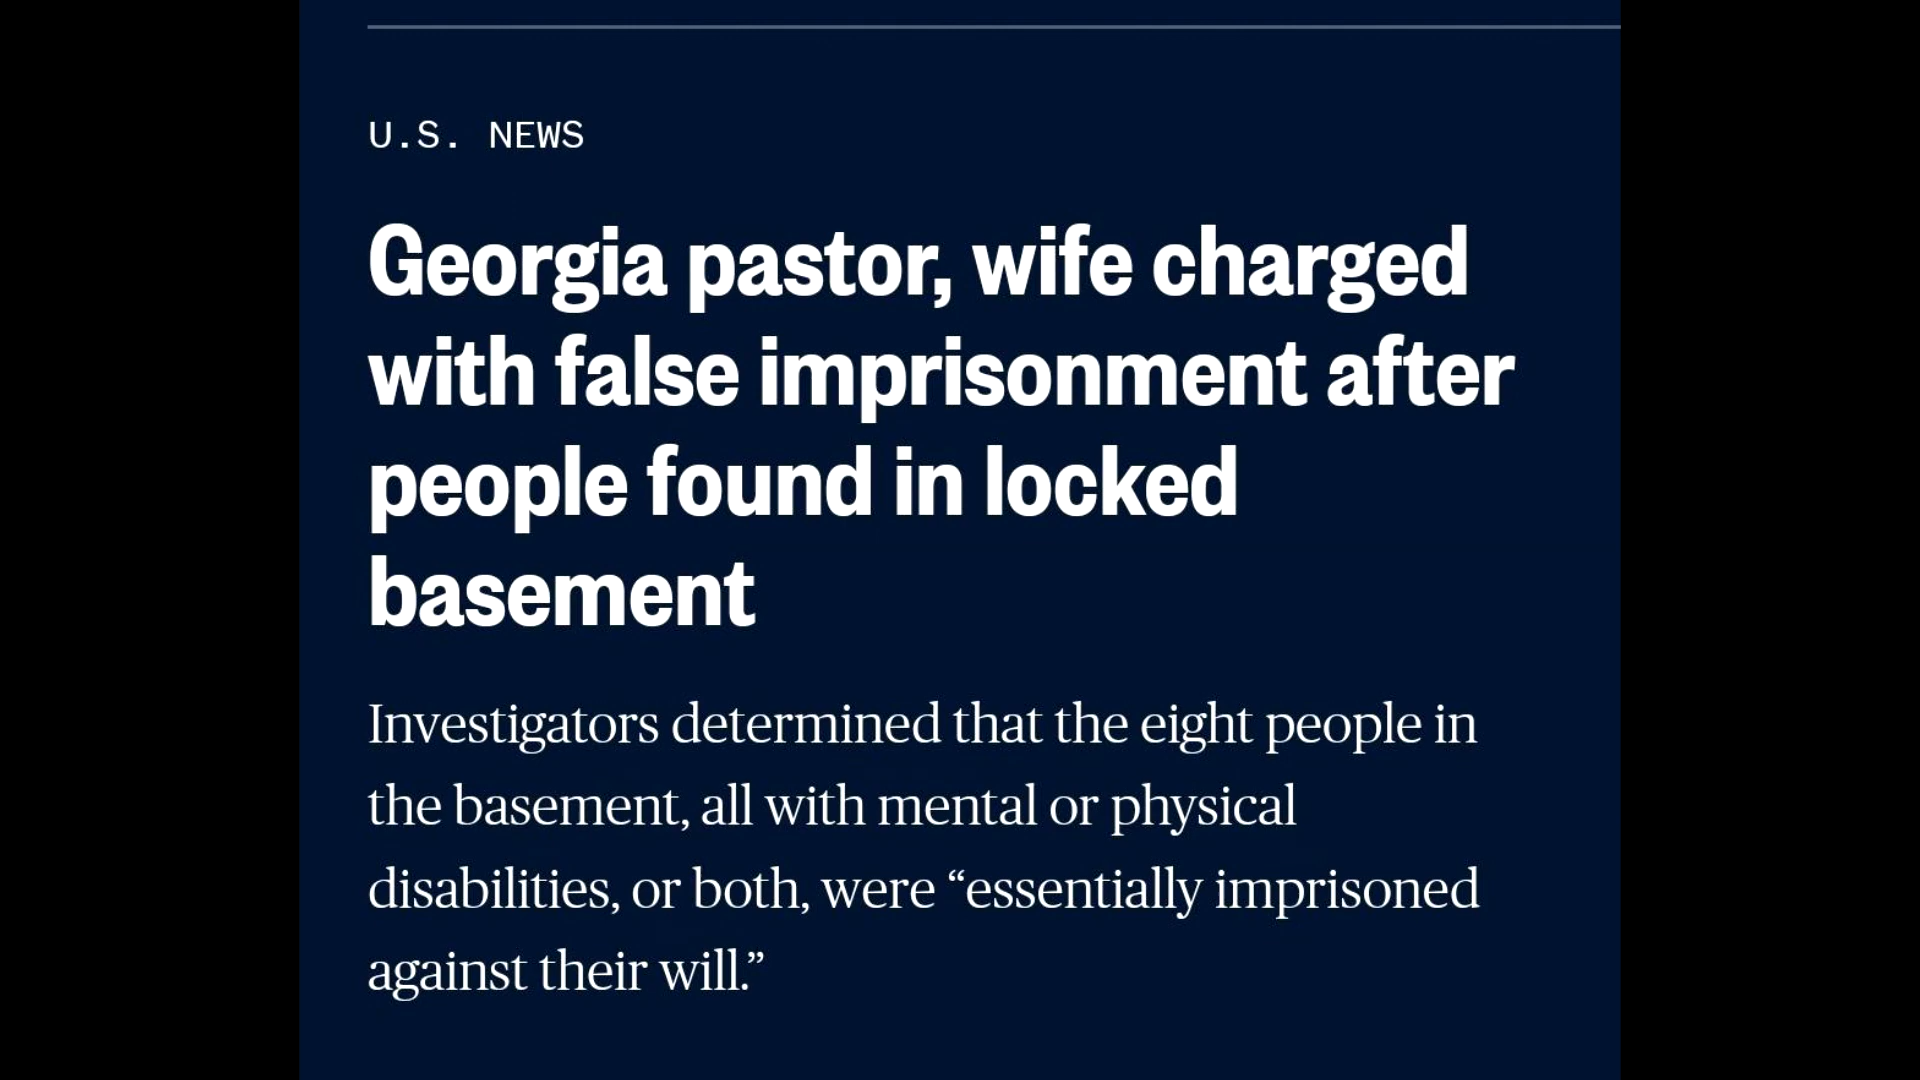 U.S. NEWS
Georgia pastor, wife charged
with false imprisonment after
people found in locked
basement
Investigators determined that the eight people in
the basement, all with mental or physical
disabilities, or both, were “essentially imprisoned
against their will.”